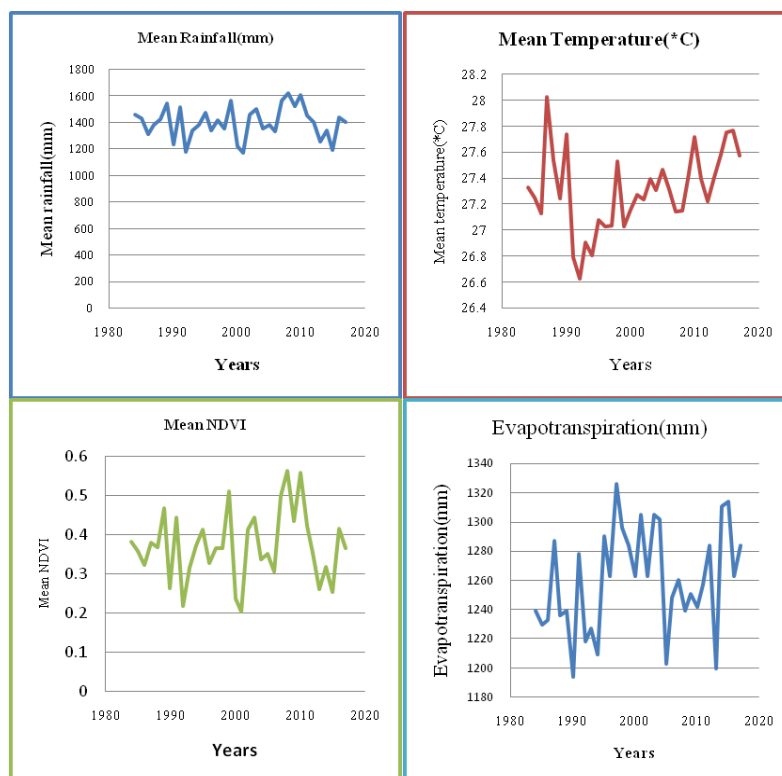 Mean Rainfall(mm)
Mean rainfall(mm)
1800
1600
1400
1200
1000
800
600
400
200
0
1980 1990 2000 2010 2020
Years
Mean Temperature(*C)
Mean temperature(*C)
28.2
28
27.8
27.6
27.4
27.2
27
26.8
26.6
26.4
1980 1990 2000 2010 2020
Years
Mean NDVI
Mean NDVI
0.6
0.5
0.4
0.3
0.2
0.1
0
1980 1990 2000 2010 2020
Years
Evapotranspiration(mm)
Evapotranspiration(mm)
1340
1320
1300
1280
1260
1240
1220
1200
1180
1980 1990 2000 2010 2020
Years